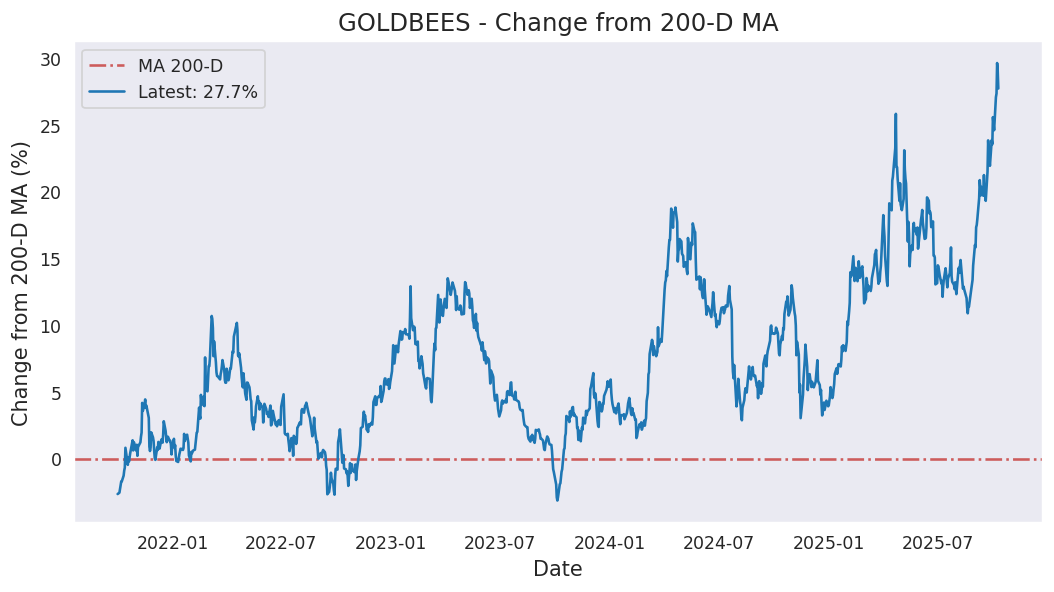 GOLDBEES - Change from 200-D MA
MA 200-D
Latest: 27.7%
Change from 200-D MA (%)
30
25
20
15
10
5
0
2022-01 2022-07 2023-01 2023-07 2024-01 2024-07 2025-01 2025-07
Date